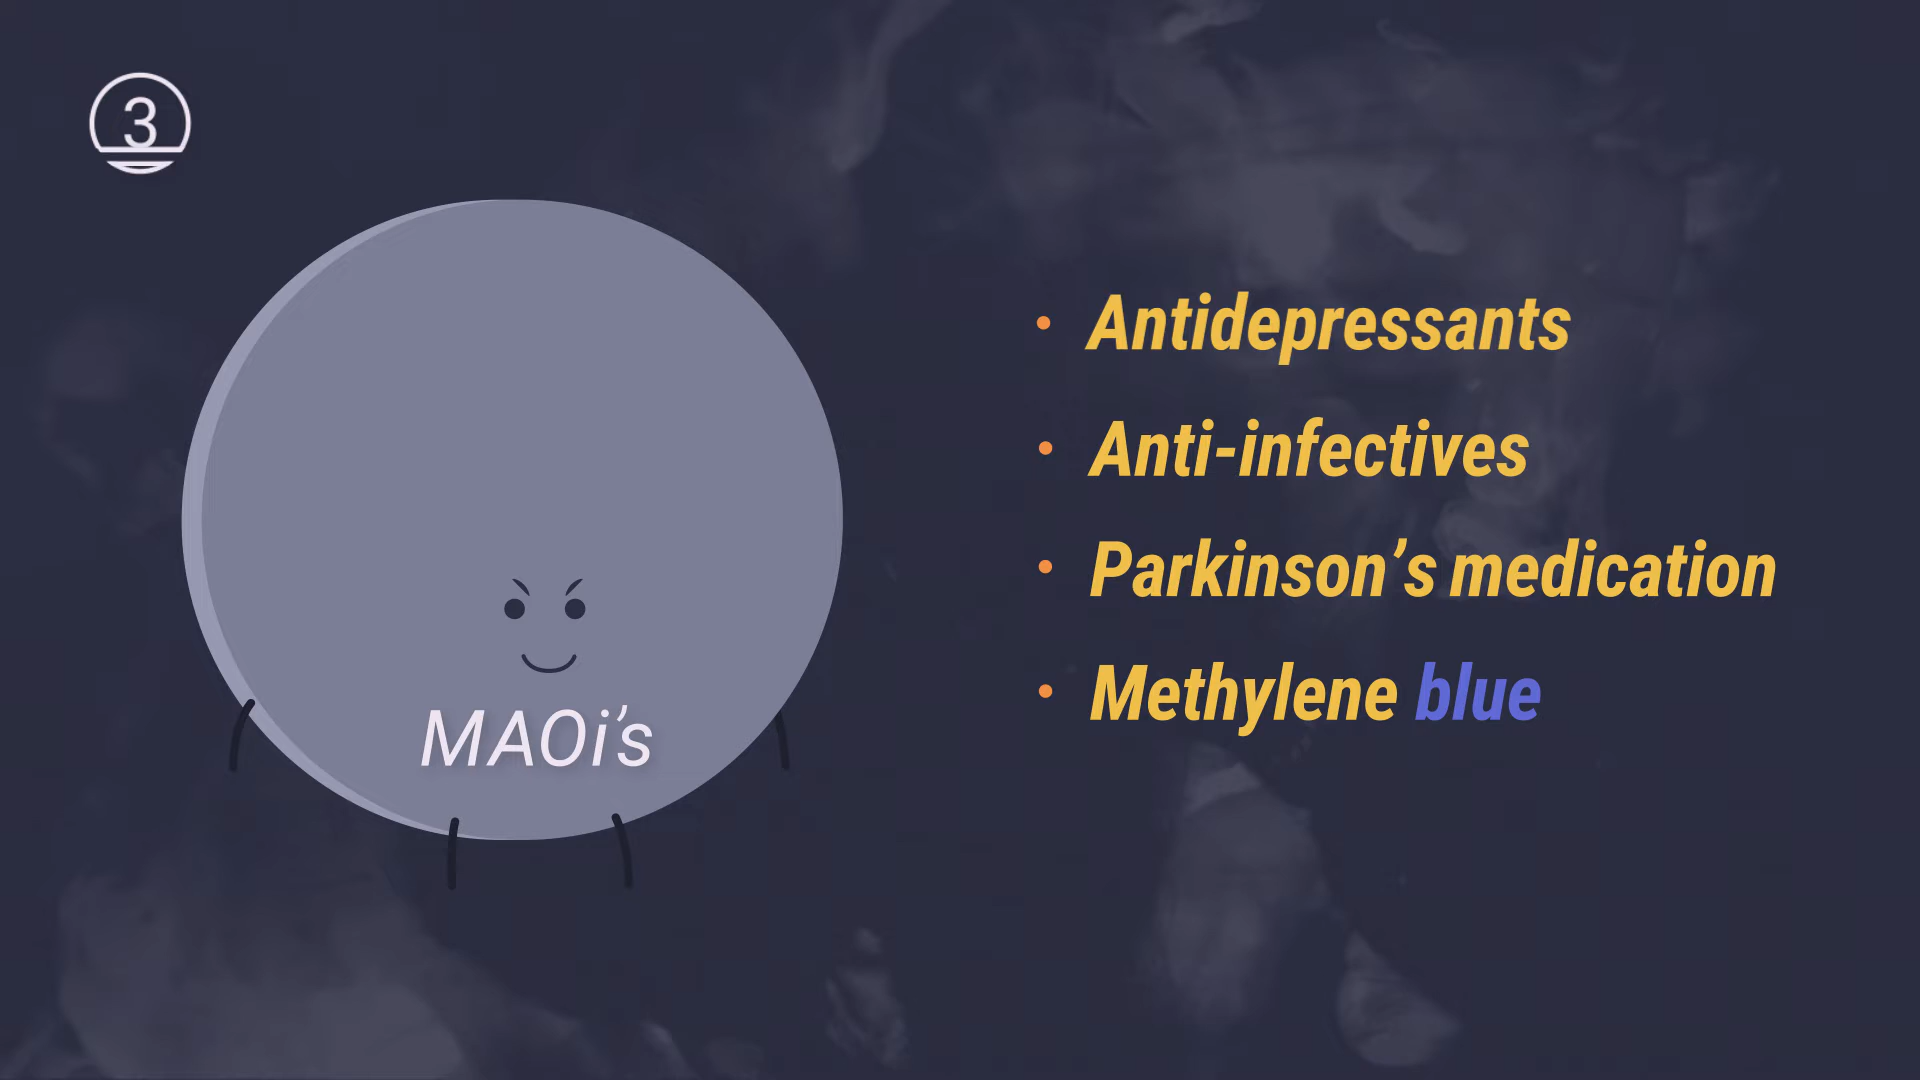 3
MAOi’s
• Antidepressants
• Anti-infectives
• Parkinson’s medication
• Methylene blue